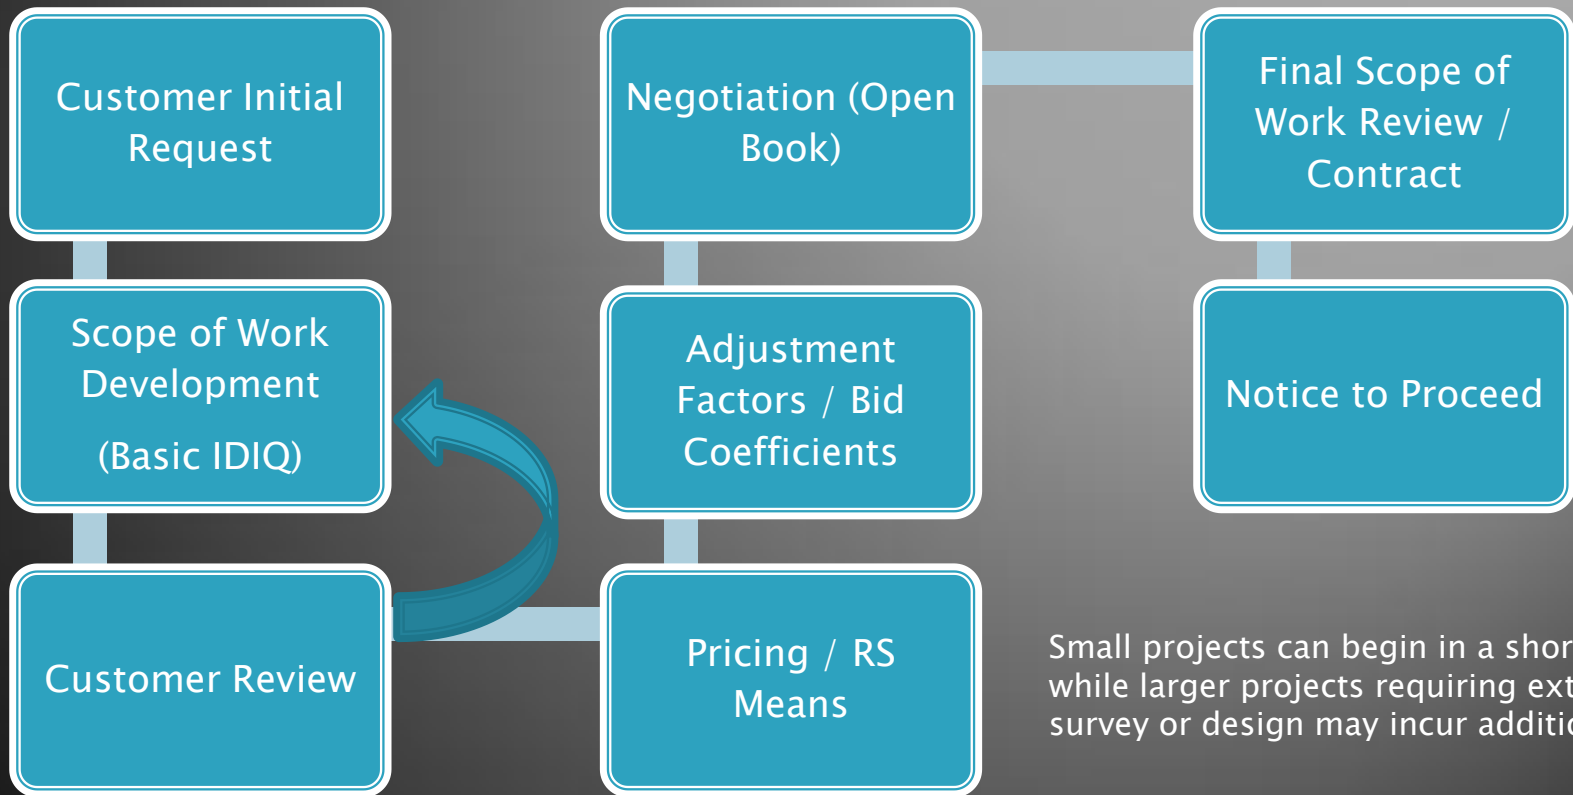 Customer Initial
Request
Scope of Work
Development
(Basic IDIQ)
Customer Review
Pricing / RS
Means
Adjustment
Factors / Bid
Coefficients
Negotiation (Open
Book)
Final Scope of
Work Review /
Contract
Notice to Proceed
Small projects can begin in a
while larger projects requiring
survey or design may incur